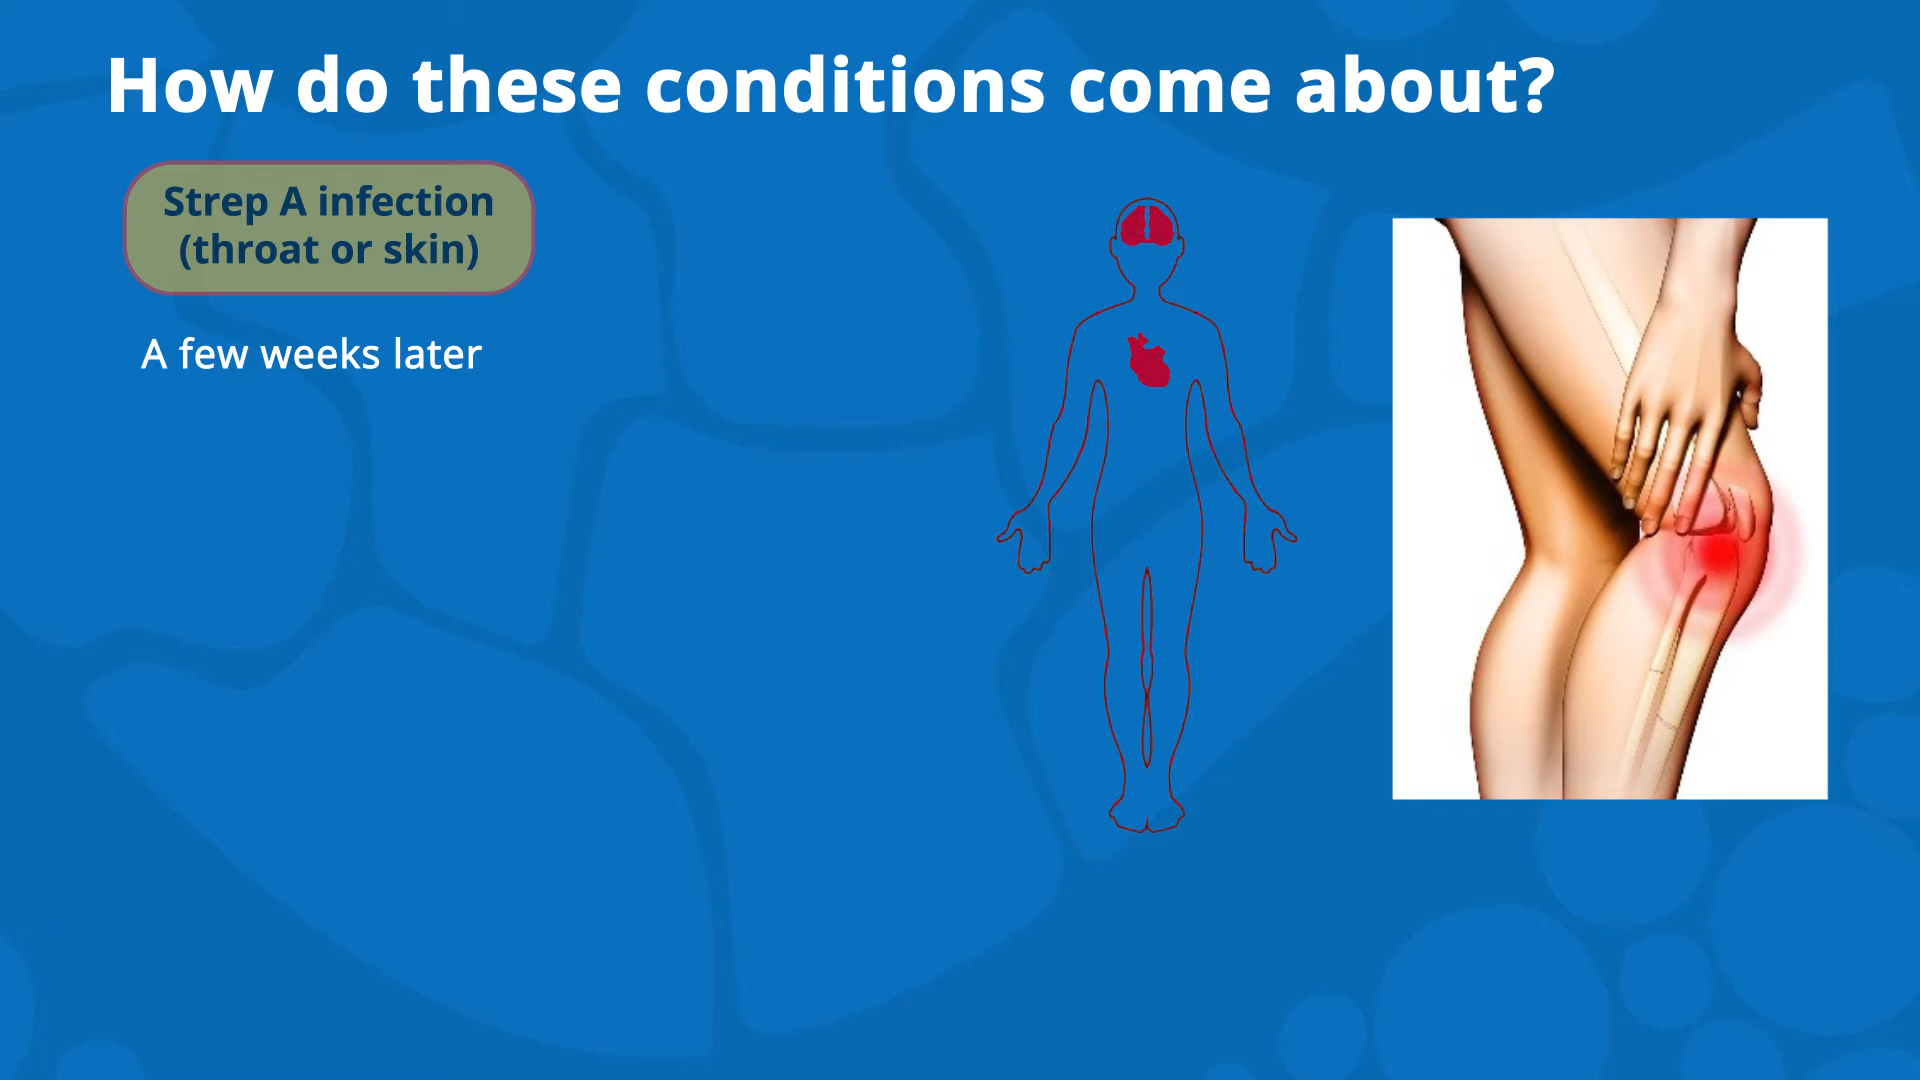 How do these conditions come about?
Strep A infection
(throat or skin)
A few weeks later